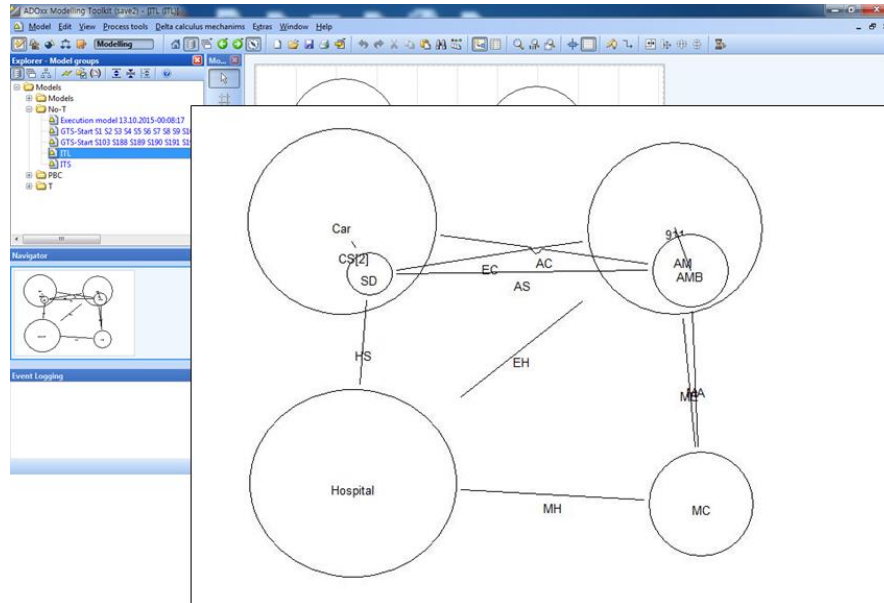 ADOxx Modelling Toolkit (save2) - [ITL (ITL)]
Model Edit View Process tools Delta calculus mechanims Extras Window Help
Modelling
Explorer - Model groups
Mo...
Models
Models
No-T
Execution model 13.10.2015-00:08:17
GTS-Start S1 S2 S3 S4 S5 S6 S7 S8 S9
GTS-Start S103 S188 S189 S190 S191
ITL
ITS
PBC
T
Navigator
Event Logging
Car
911
CS[2]
SD
AM
AMB
EC
AC
AS
HS
EH
ME
Hospital
MH
MC